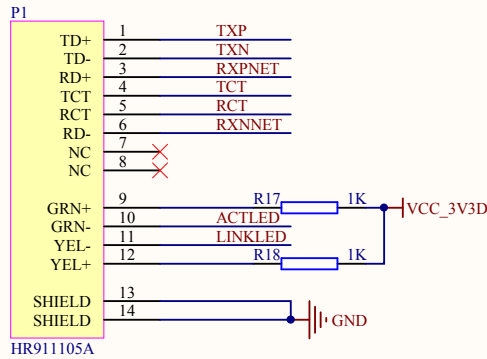 P1
TD+ 1 TXP
TD- 2 TXN
RD+ 3 RXPNET
TCT 4 TCT
RCT 5 RCT
RD- 6 RXNNET
NC 7
NC 8
GRN+ 9 R17 1K
GRN- 10 ACTLED VCC_3V3D
YEL- 11 LINKLED
YEL+ 12 R18 1K
SHIELD 13
SHIELD 14 GND
HR911105A